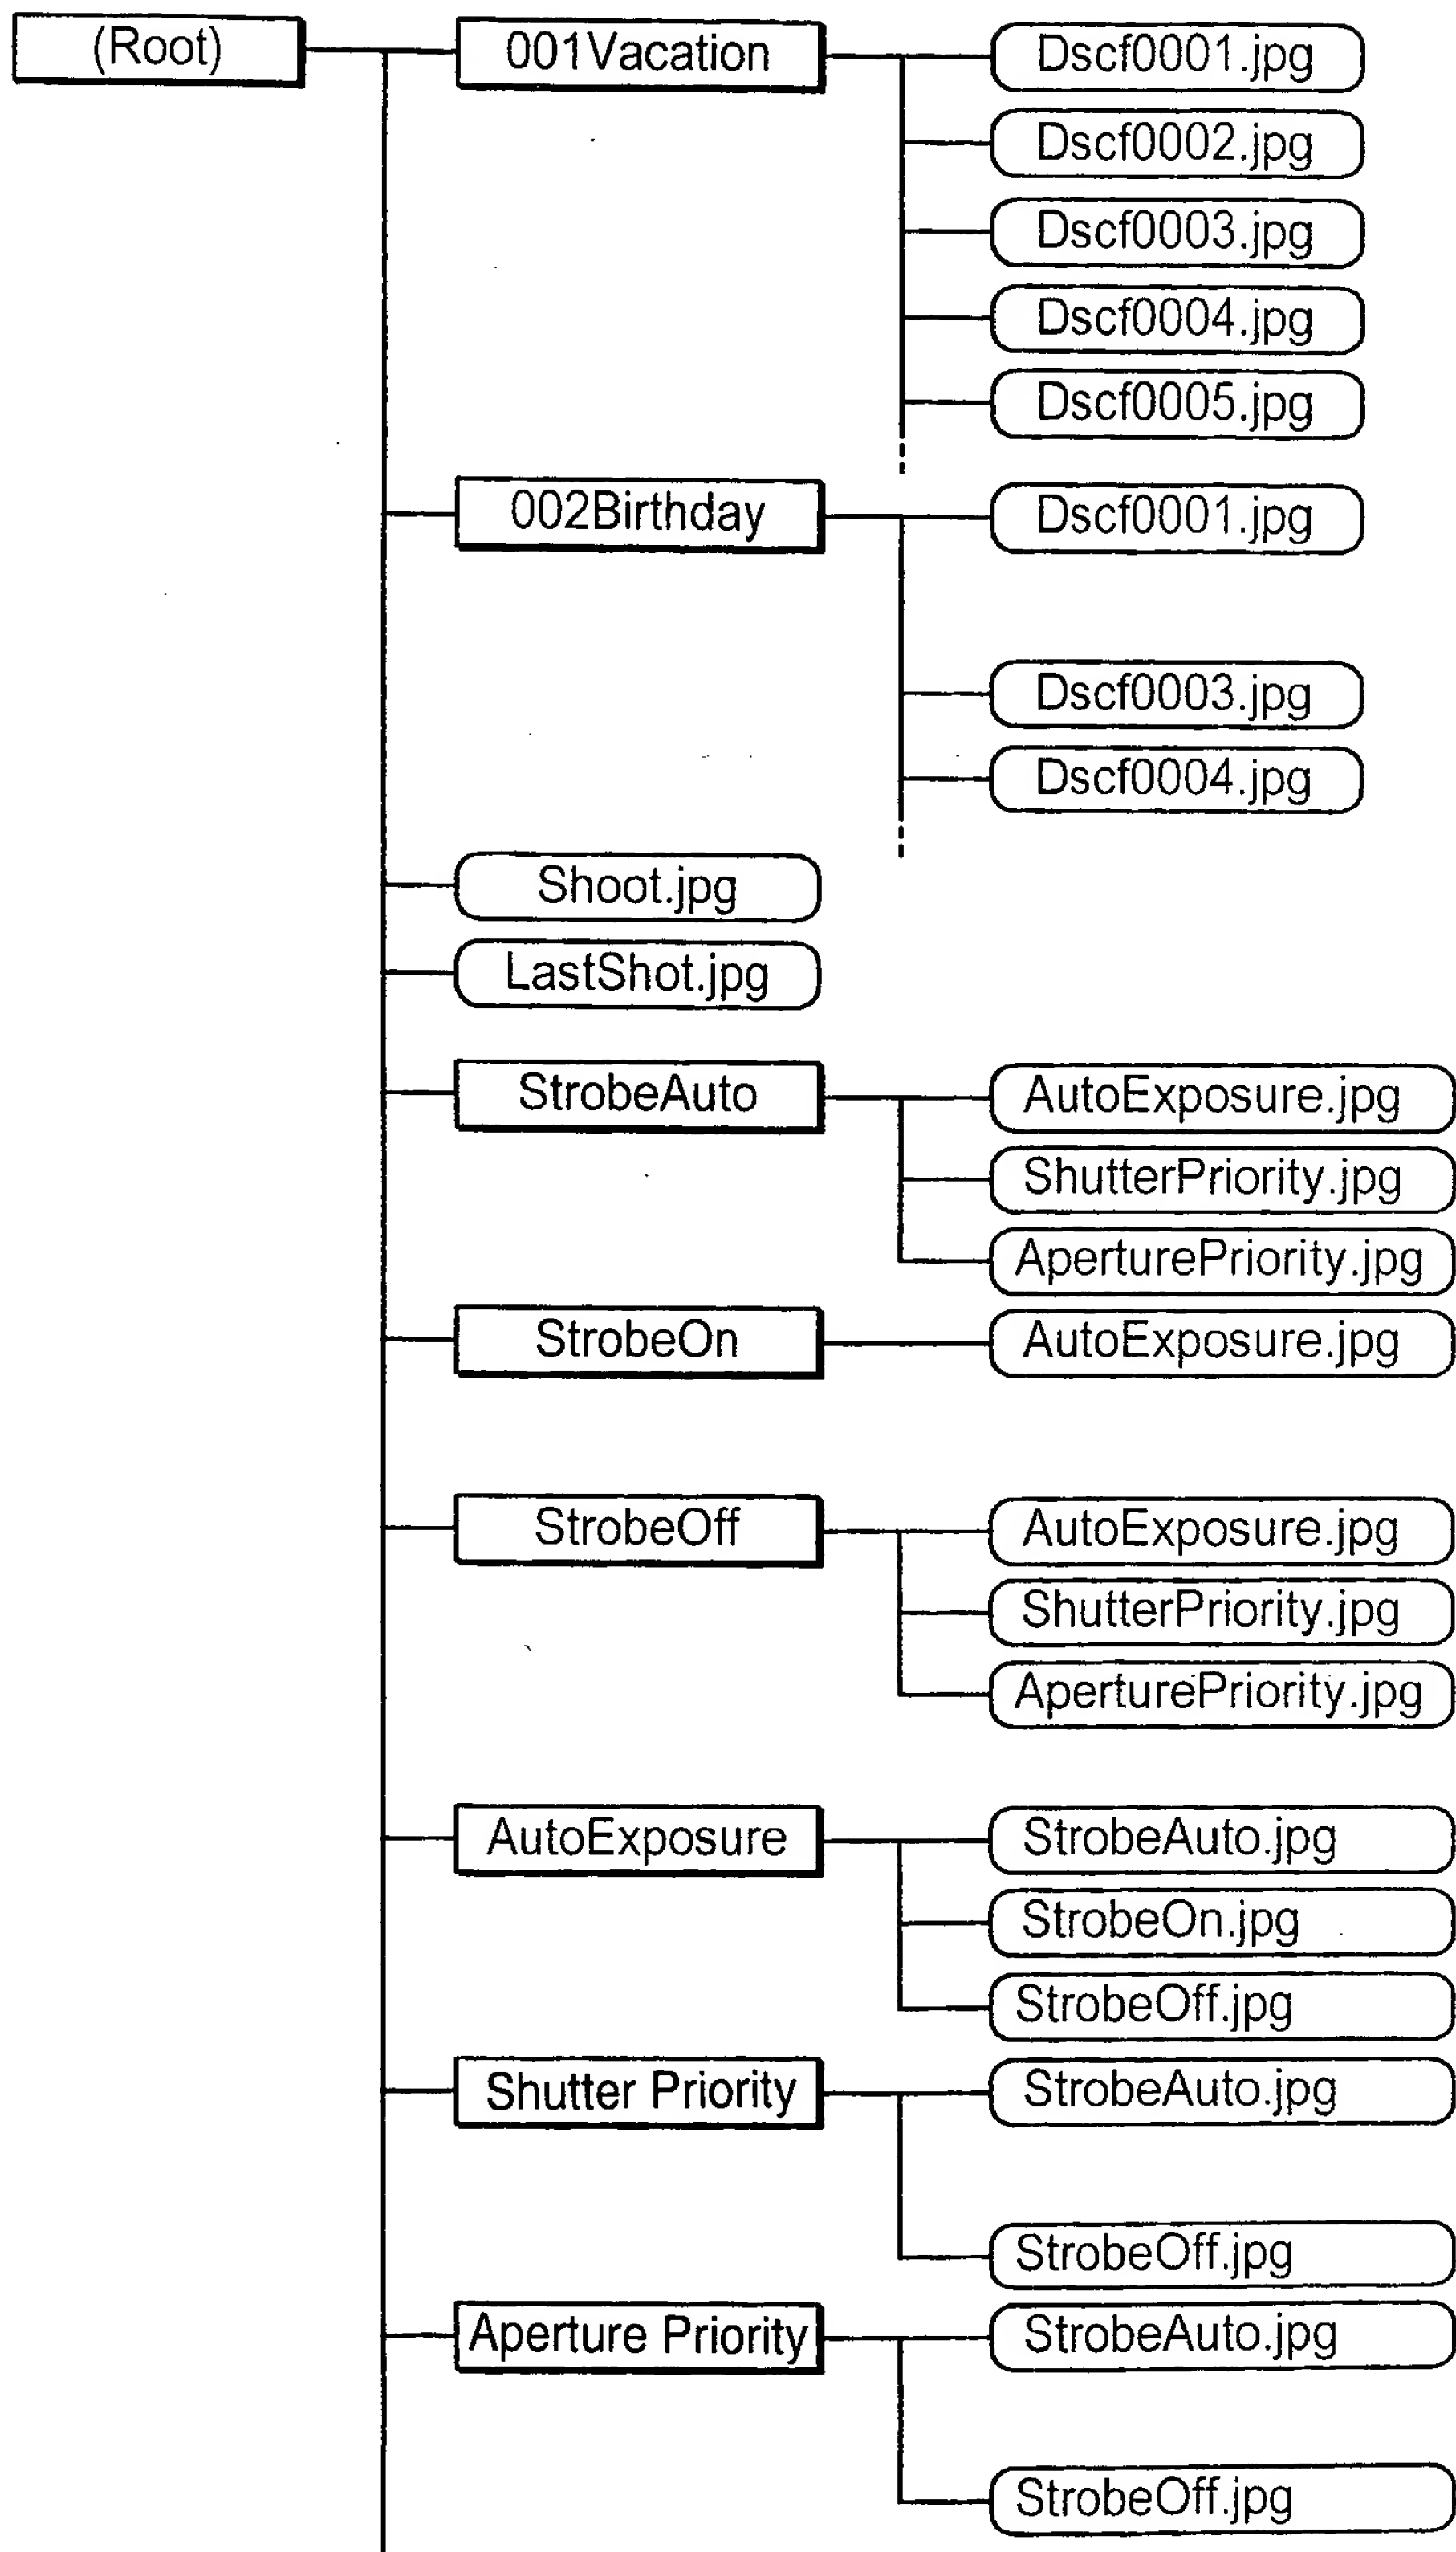 (Root)
001Vacation
Dscf0001.jpg
Dscf0002.jpg
Dscf0003.jpg
Dscf0004.jpg
Dscf0005.jpg
002Birthday
Dscf0001.jpg
Dscf0003.jpg
Dscf0004.jpg
Shoot.jpg
LastShot.jpg
StrobeAuto
AutoExposure.jpg
ShutterPriority.jpg
AperturePriority.jpg
StrobeOn
AutoExposure.jpg
StrobeOff
AutoExposure.jpg
ShutterPriority.jpg
AperturePriority.jpg
AutoExposure
StrobeAuto.jpg
StrobeOn.jpg
StrobeOff.jpg
Shutter Priority
StrobeAuto.jpg
StrobeOff.jpg
Aperture Priority
StrobeAuto.jpg
StrobeOff.jpg